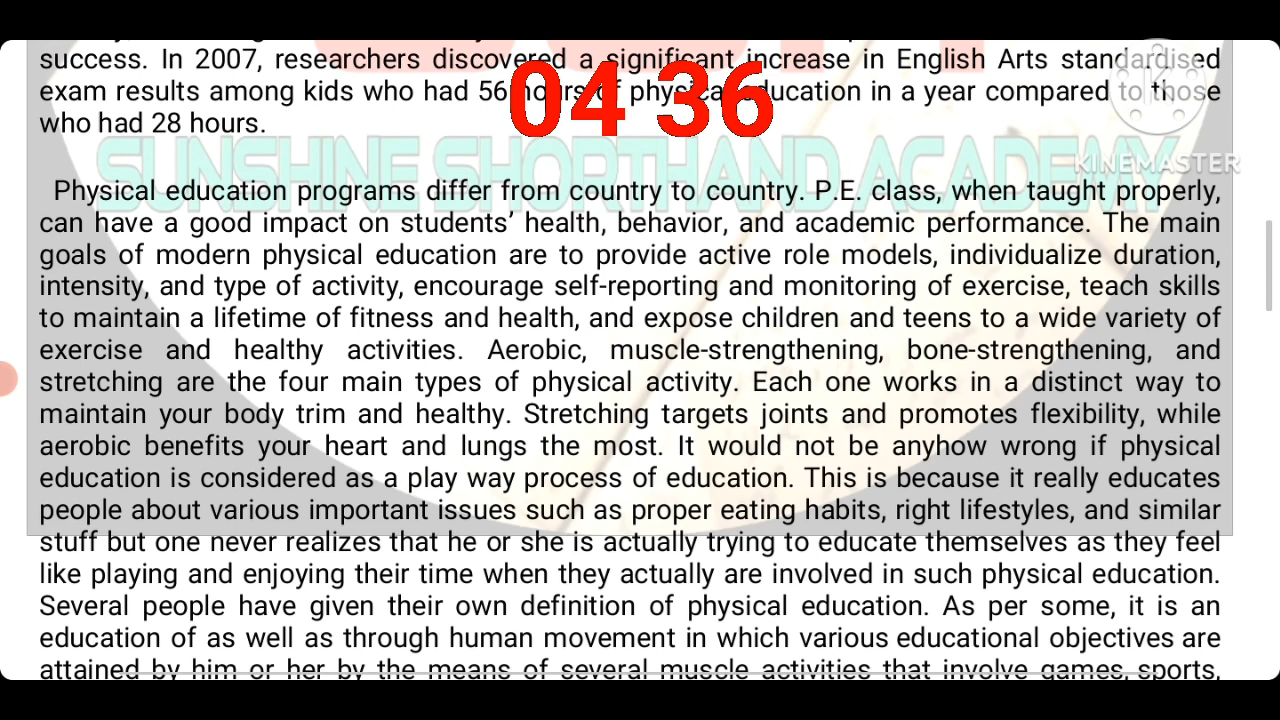 success. In 2007, researchers discovered a significant increase in English Arts standardised
exam results among kids who had 56 hours of physical education in a year compared to those
who had 28 hours.
04 36
KINEMASTER
SUNSHINE SHORTHAND ACADEMY
Physical education programs differ from country to country. P.E. class, when taught properly,
can have a good impact on students’ health, behavior, and academic performance. The main
goals of modern physical education are to provide active role models, individualize duration,
intensity, and type of activity, encourage self-reporting and monitoring of exercise, teach skills
to maintain a lifetime of fitness and health, and expose children and teens to a wide variety of
exercise and healthy activities. Aerobic, muscle-strengthening, bone-strengthening, and
stretching are the four main types of physical activity. Each one works in a distinct way to
maintain your body trim and healthy. Stretching targets joints and promotes flexibility, while
aerobic benefits your heart and lungs the most. It would not be anyhow wrong if physical
education is considered as a play way process of education. This is because it really educates
people about various important issues such as proper eating habits, right lifestyles, and similar
stuff but one never realizes that he or she is actually trying to educate themselves as they feel
like playing and enjoying their time when they actually are involved in such physical education.
Several people have given their own definition of physical education. As per some, it is an
education of as well as through human movement in which various educational objectives are
attained by him or her by the means of several muscle activities that involve games, sports,